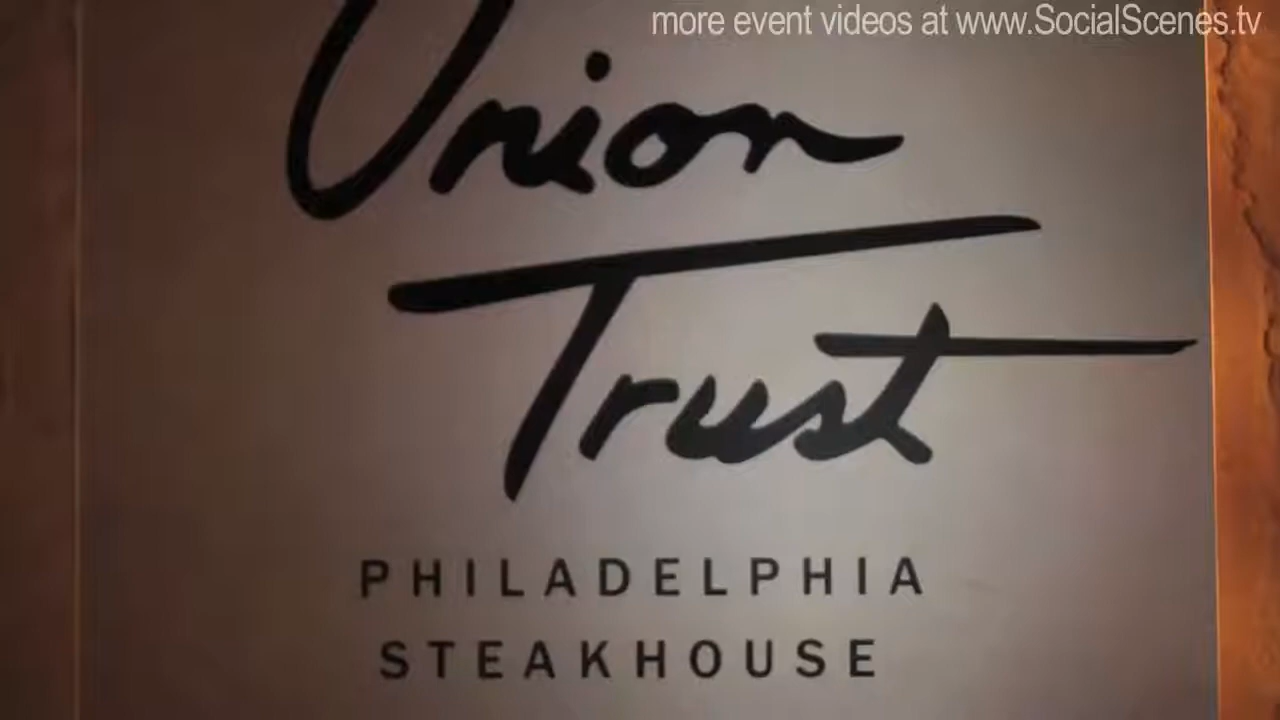 more event videos at www.SocialScenes.tv
Union
Trust
PHILADELPHIA
STEAKHOUSE